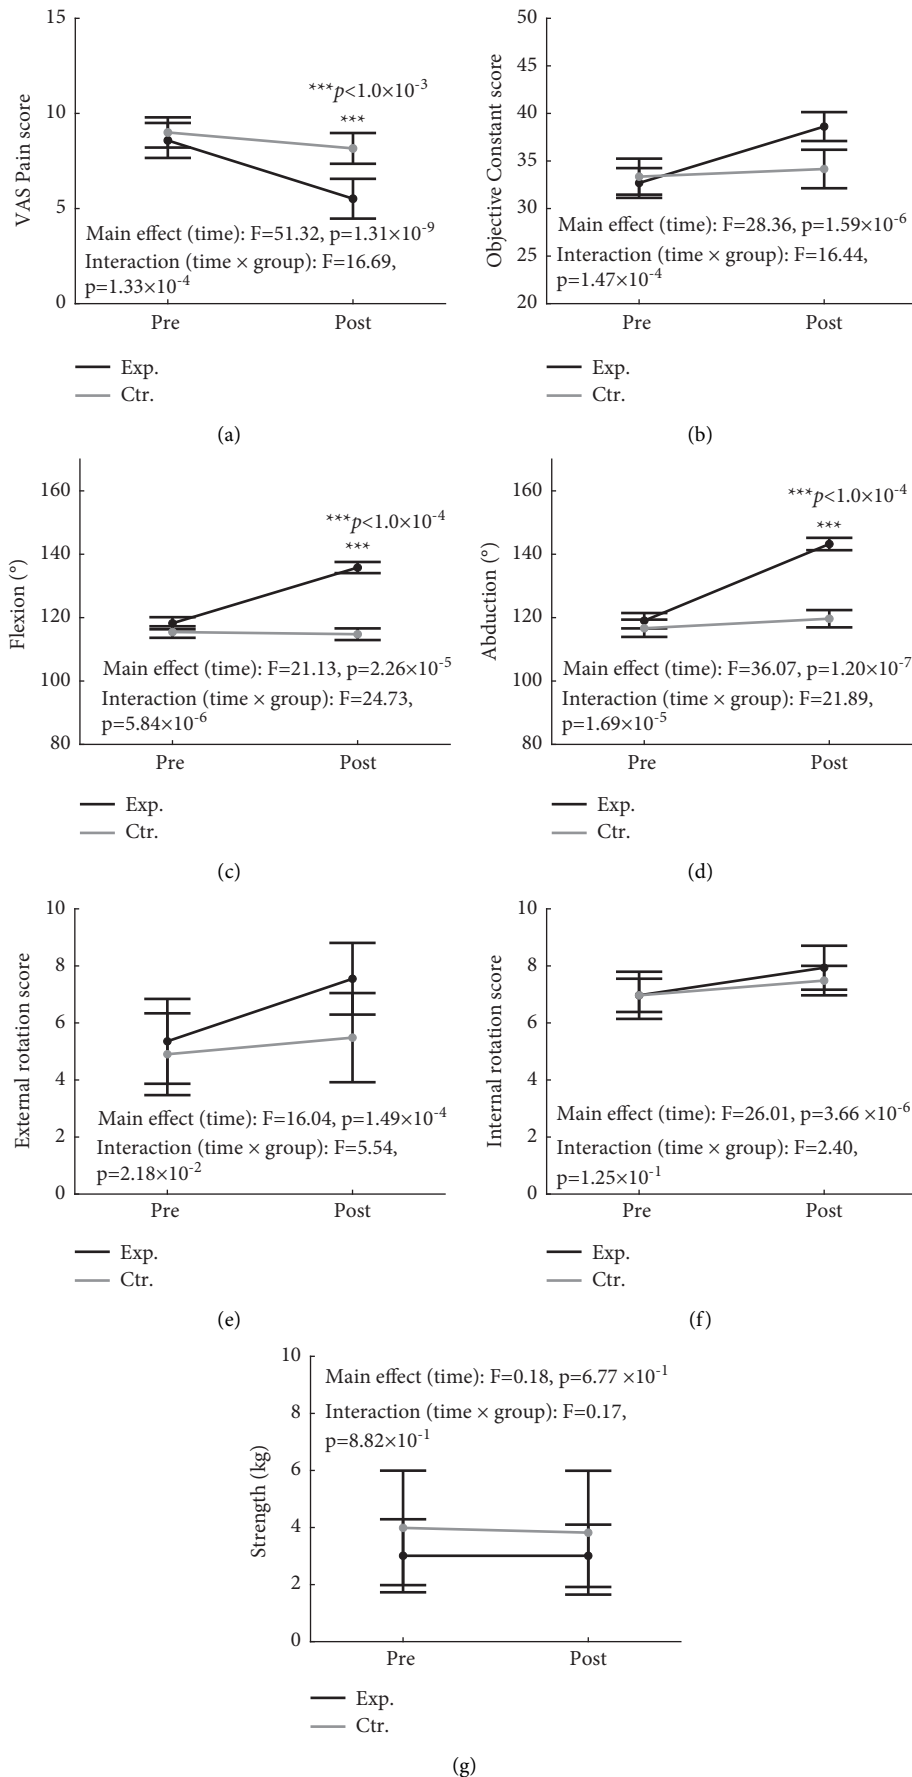 15
10
5
0
VAS Pain score
***p<1.0×10-3
***
Main effect (time): F=51.32, p=1.31×10-9
Interaction (time × group): F=16.69,
p=1.33×10-4
Pre Post
Exp.
Ctr.
(a)
50
45
40
35
30
25
20
Objective Constant score
Main effect (time): F=28.36, p=1.59×10-6
Interaction (time × group): F=16.44,
p=1.47×10-4
Pre Post
Exp.
Ctr.
(b)
160
140
120
100
80
Flexion (°)
***p<1.0×10-4
***
Main effect (time): F=21.13, p=2.26×10-5
Interaction (time × group): F=24.73,
p=5.84×10-6
Pre Post
Exp.
Ctr.
(c)
160
140
120
100
80
Abduction (°)
***p<1.0×10-4
***
Main effect (time): F=36.07, p=1.20×10-7
Interaction (time × group): F=21.89,
p=1.69×10-5
Pre Post
Exp.
Ctr.
(d)
10
8
6
4
2
0
External rotation score
Main effect (time): F=16.04, p=1.49×10-4
Interaction (time × group): F=5.54,
p=2.18×10-2
Pre Post
Exp.
Ctr.
(e)
10
8
6
4
2
0
Internal rotation score
Main effect (time): F=26.01, p=3.66 ×10-6
Interaction (time × group): F=2.40,
p=1.25×10-1
Pre Post
Exp.
Ctr.
(f)
10
8
6
4
2
0
Strength (kg)
Main effect (time): F=0.18, p=6.77 ×10-1
Interaction (time × group): F=0.17,
p=8.82×10-1
Pre Post
Exp.
Ctr.
(g)